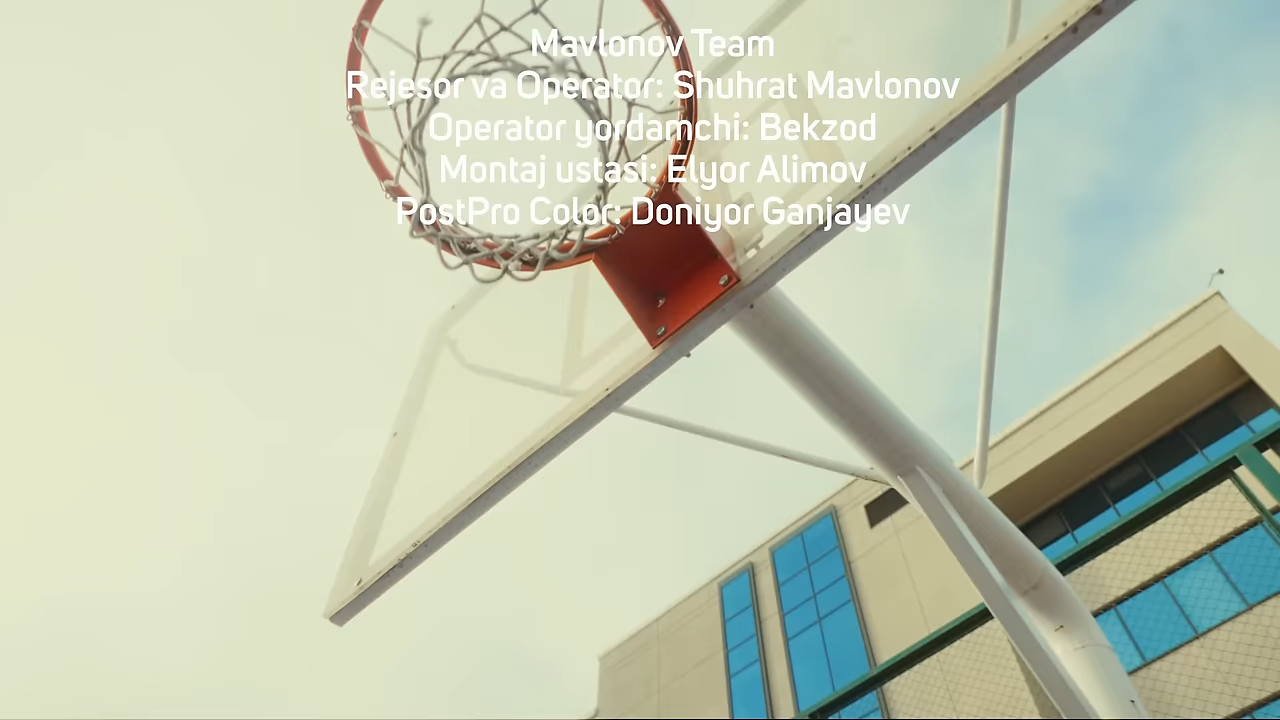 Mavlonov Team
Rejesor va Operator: Shuhrat Mavlonov
Operator yordamchi: Bekzod
Montaj ustasi: Elyor Alimov
PostPro Color: Doniyor Ganjayev